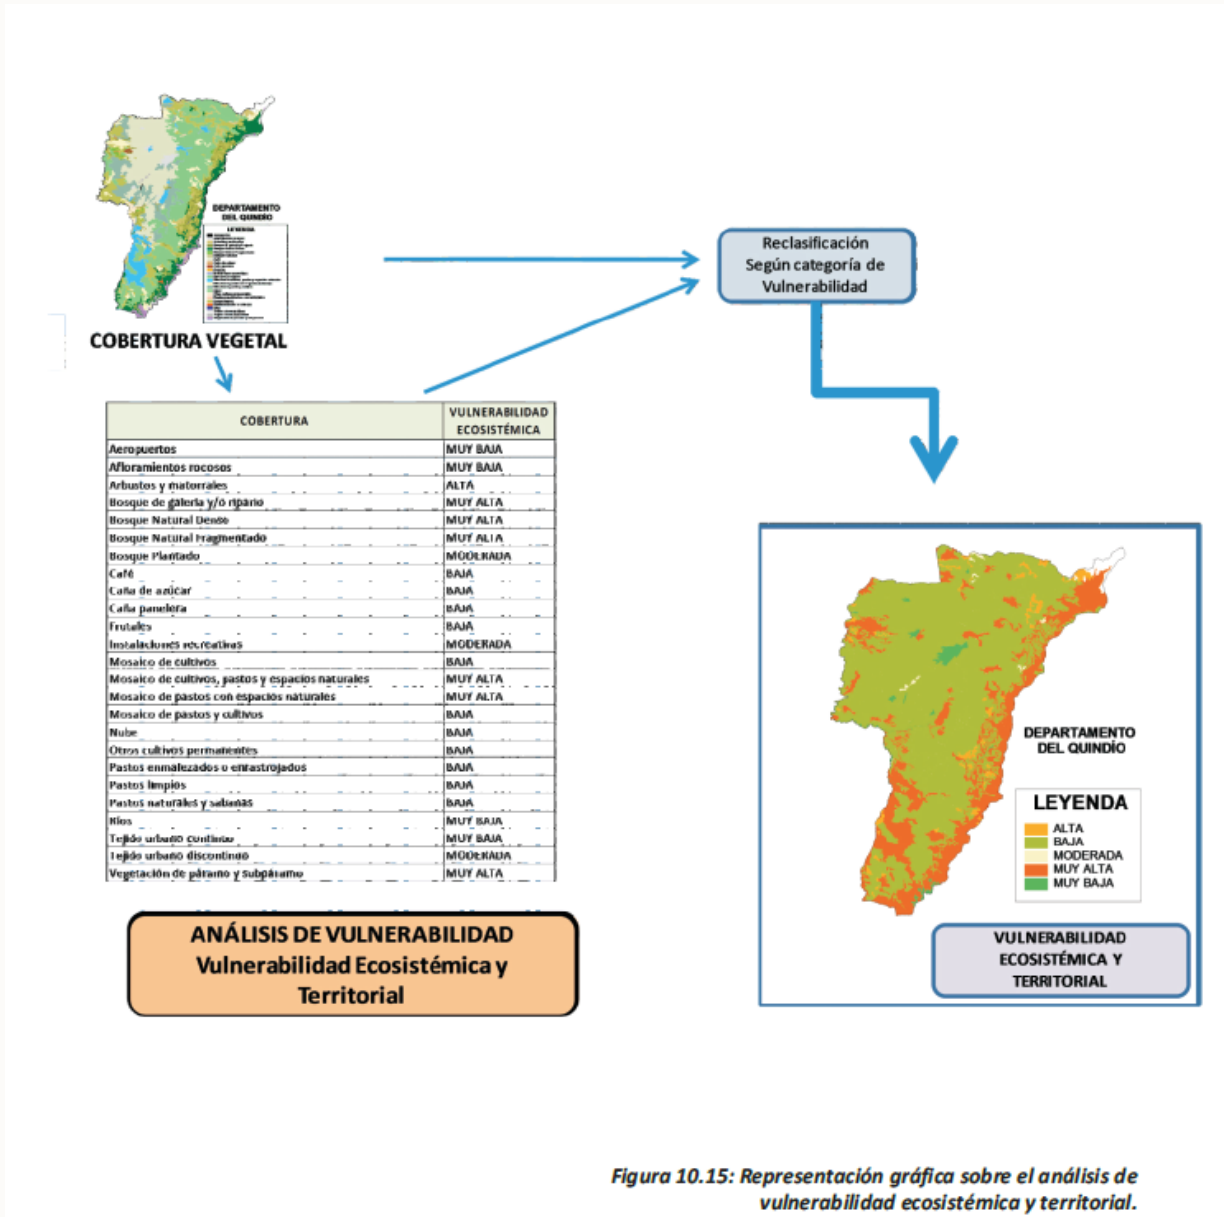 DEPARTAMENTO
DEL QUINDÍO
LEYENDA
COBERTURA VEGETAL
Reclasificación
Según categoría de
Vulnerabilidad
COBERTURA VULNERABILIDAD ECOSISTÉMICA
Aeropuertos MUY BAJA
Afloramientos rocosos MUY BAJA
Arbustos y matorrales ALTA
Bosque de galería y/o ripario MUY ALTA
Bosque Natural Denso MUY ALTA
Bosque Natural Fragmentado MUY ALTA
Bosque Plantado MODERADA
Café BAJA
Caña de azúcar BAJA
Caña panelera BAJA
Frutales BAJA
Instalaciones recreativas MODERADA
Mosaico de cultivos BAJA
Mosaico de cultivos, pastos y espacios naturales MUY ALTA
Mosaico de pastos con espacios naturales MUY ALTA
Mosaico de pastos y cultivos BAJA
Nube BAJA
Otros cultivos permanentes BAJA
Pastos enmalezados o enrastrojados BAJA
Pastos limpios BAJA
Pastos naturales y sabanas BAJA
Ríos MUY BAJA
Tejido urbano continuo MUY BAJA
Tejido urbano discontinuo MODERADA
Vegetación de páramo y subpáramo MUY ALTA
ANÁLISIS DE VULNERABILIDAD
Vulnerabilidad Ecosistémica y
Territorial
DEPARTAMENTO
DEL QUINDÍO
LEYENDA
ALTA
BAJA
MODERADA
MUY ALTA
MUY BAJA
VULNERABILIDAD
ECOSISTÉMICA Y
TERRITORIAL
Figura 10.15: Representación gráfica sobre el análisis de
vulnerabilidad ecosistémica y territorial.